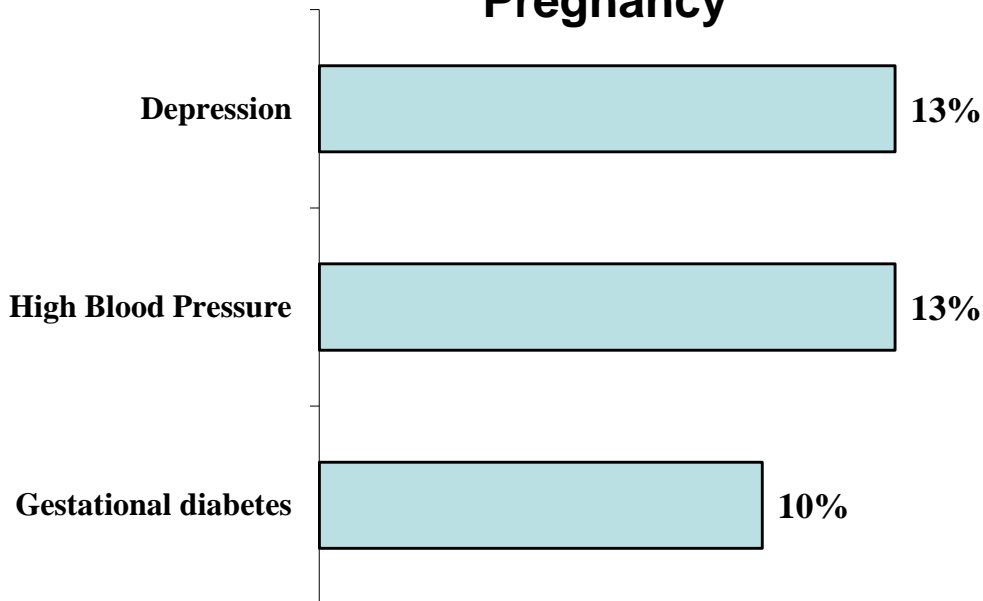 Pregnancy
Depression
13%
High Blood Pressure
13%
Gestational diabetes
10%